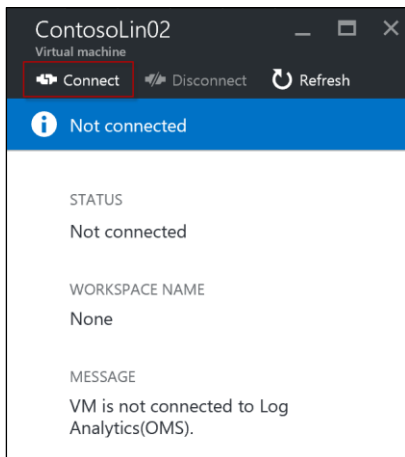 ContosoLin02
Virtual machine
Connect Disconnect Refresh
Not connected
STATUS
Not connected
WORKSPACE NAME
None
MESSAGE
VM is not connected to Log
Analytics(OMS).